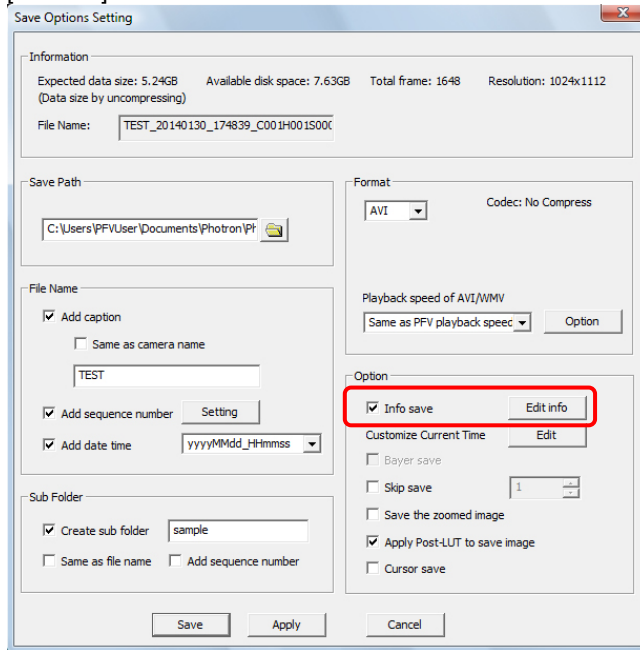 Save Options Setting
Information
Expected data size: 5.24GB Available disk space: 7.63GB Total frame: 1648 Resolution: 1024x1112
(Data size by uncompressing)
File Name: TEST_20140130_174839_C001H001S000
Save Path
C:\Users\PFVUser\Documents\Photron\Pf
File Name
Add caption
Same as camera name
TEST
Add sequence number Setting
Add date time yyyyMMdd_HHmmss
Sub Folder
Create sub folder sample
Same as file name Add sequence number
Format
AVI Codec: No Compress
Playback speed of AVI/WMV
Same as PFV playback speec Option
Option
Info save Edit info
Customize Current Time Edit
Bayer save
Skip save 1
Save the zoomed image
Apply Post-LUT to save image
Cursor save
Save Apply Cancel